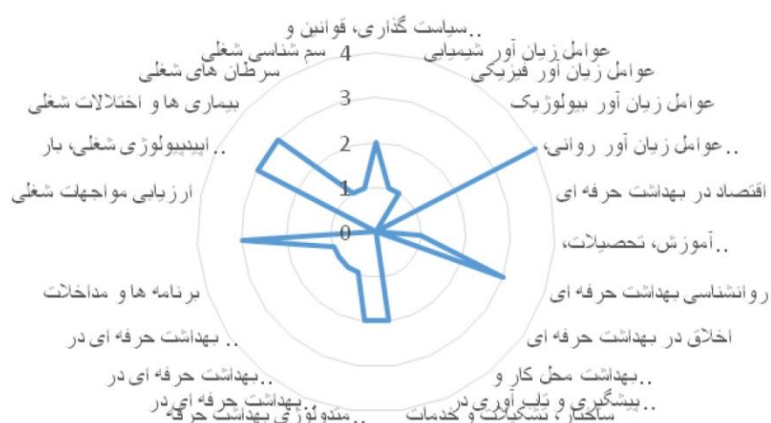 سیاست گذاری، قوانین و..
عوامل زیان آور شیمیایی
عوامل زیان آور فیزیکی
عوامل زیان آور بیولوژیک
عوامل زیان آور روانی،..
اقتصاد در بهداشت حرفه ای
آموزش، تحصیلات،..
روانشناسی بهداشت حرفه ای
اخلاق در بهداشت حرفه ای
بهداشت محل کار و..
پیشگیری و تاب آوری در..
ساختار، تشکیلات و خدمات
متدولوژی بهداشت حرفه..
بهداشت حرفه ای در..
بهداشت حرفه ای در..
بهداشت حرفه ای در..
برنامه ها و مداخلات
ارزیابی مواجهات شغلی
اپیدمیولوژی شغلی، بار..
بیماری ها و اختلالات شغلی
سرطان های شغلی
سم شناسی شغلی
4
3
2
1
0